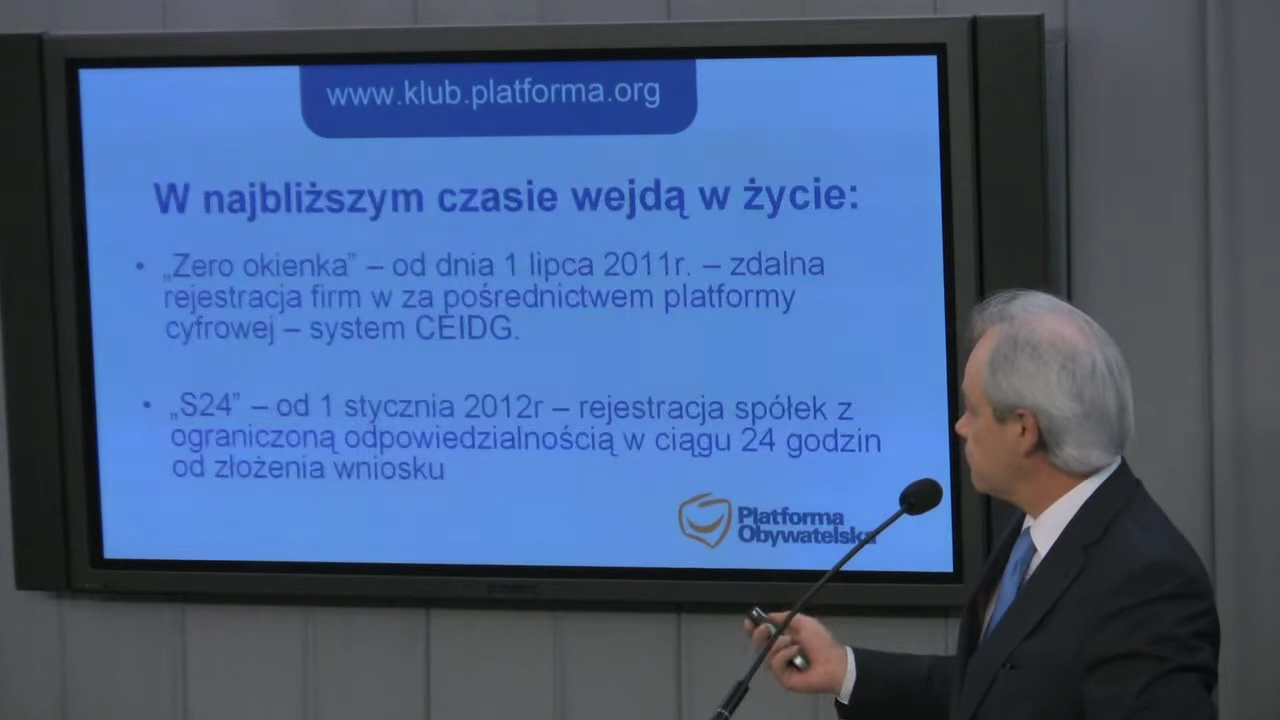 www.klub.platforma.org
W najbliższym czasie wejdą w życie:
• „Zero okienka” – od dnia 1 lipca 2011r. – zdalna
rejestracja firm w za pośrednictwem platformy
cyfrowej – system CEIDG.
• „S24” – od 1 stycznia 2012r – rejestracja spółek z
ograniczoną odpowiedzialnością w ciągu 24 godzin
od złożenia wniosku
Platforma
Obywatelska